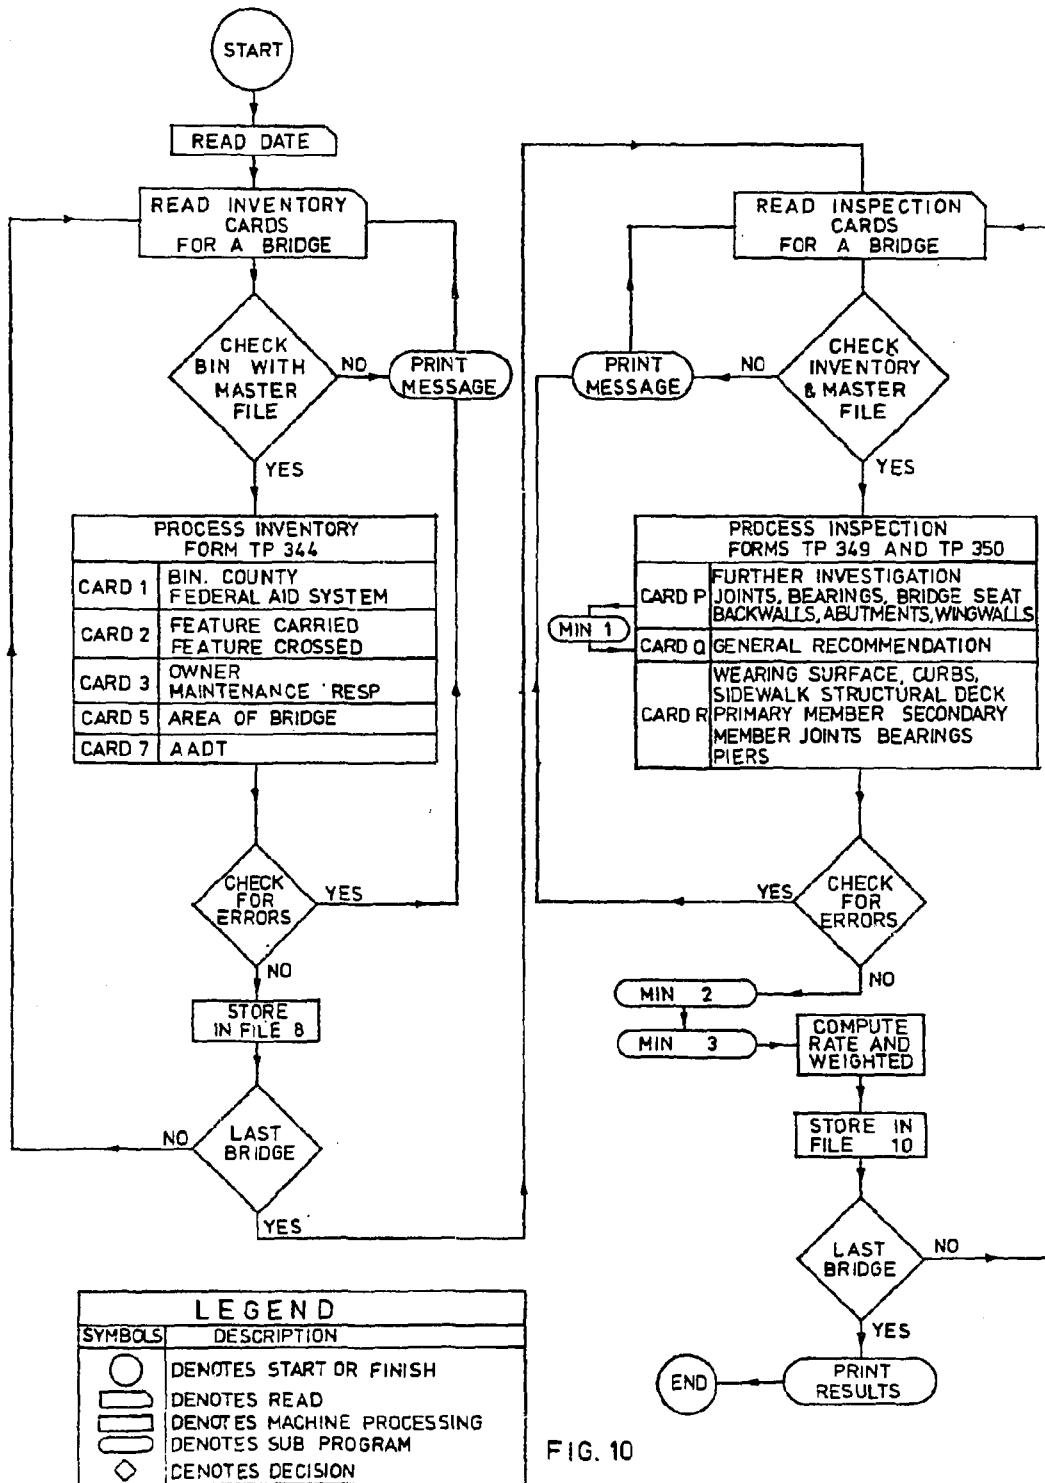 START
READ DATE
READ INVENTORY
CARDS
FOR A BRIDGE
CHECK
BIN WITH
MASTER
FILE
NO
PRINT
MESSAGE
YES
PROCESS INVENTORY
FORM TP 344
CARD 1
BIN. COUNTY
FEDERAL AID SYSTEM
CARD 2
FEATURE CARRIED
FEATURE CROSSED
CARD 3
OWNER
MAINTENANCE RESP
CARD 5
AREA OF BRIDGE
CARD 7
AADT
CHECK
FOR
ERRORS
YES
NO
STORE
IN FILE 8
LAST
BRIDGE
NO
YES
READ INSPECTION
CARDS
FOR A BRIDGE
CHECK
INVENTORY
& MASTER
FILE
NO
PRINT
MESSAGE
YES
PROCESS INSPECTION
FORMS TP 349 AND TP 350
CARD P
FURTHER INVESTIGATION
JOINTS, BEARINGS, BRIDGE SEAT
BACKWALLS, ABUTMENTS, WINGWALLS
MIN 1
CARD Q
GENERAL RECOMMENDATION
CARD R
WEARING SURFACE, CURBS,
SIDEWALK STRUCTURAL DECK
PRIMARY MEMBER SECONDARY
MEMBER JOINTS BEARINGS
PIERS
CHECK
FOR
ERRORS
YES
NO
MIN 2
MIN 3
COMPUTE
RATE AND
WEIGHTED
STORE IN
FILE 10
LAST
BRIDGE
NO
YES
PRINT
RESULTS
END
LEGEND
SYMBOLS DESCRIPTION
DENOTES START OR FINISH
DENOTES READ
DENOTES MACHINE PROCESSING
DENOTES SUB PROGRAM
DENOTES DECISION
FIG. 10